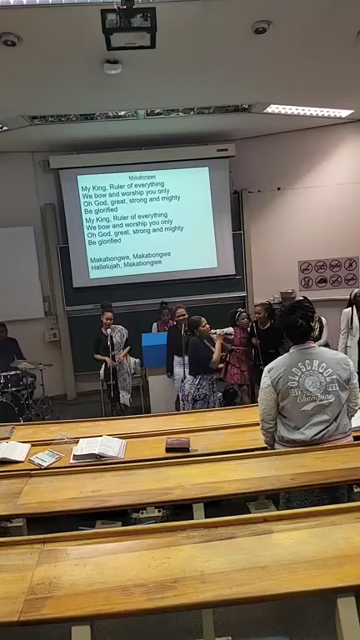 Makabongwe
My King, Ruler of everything
We bow and worship you only
Oh God, great, strong and mighty
Be glorified
My King, Ruler of everything
We bow and worship you only
Oh God, great, strong and mighty
Be glorified
Makabongwe, Makabongwe
Hallelujah, Makabongwe
OLDSCHOOL
Champion